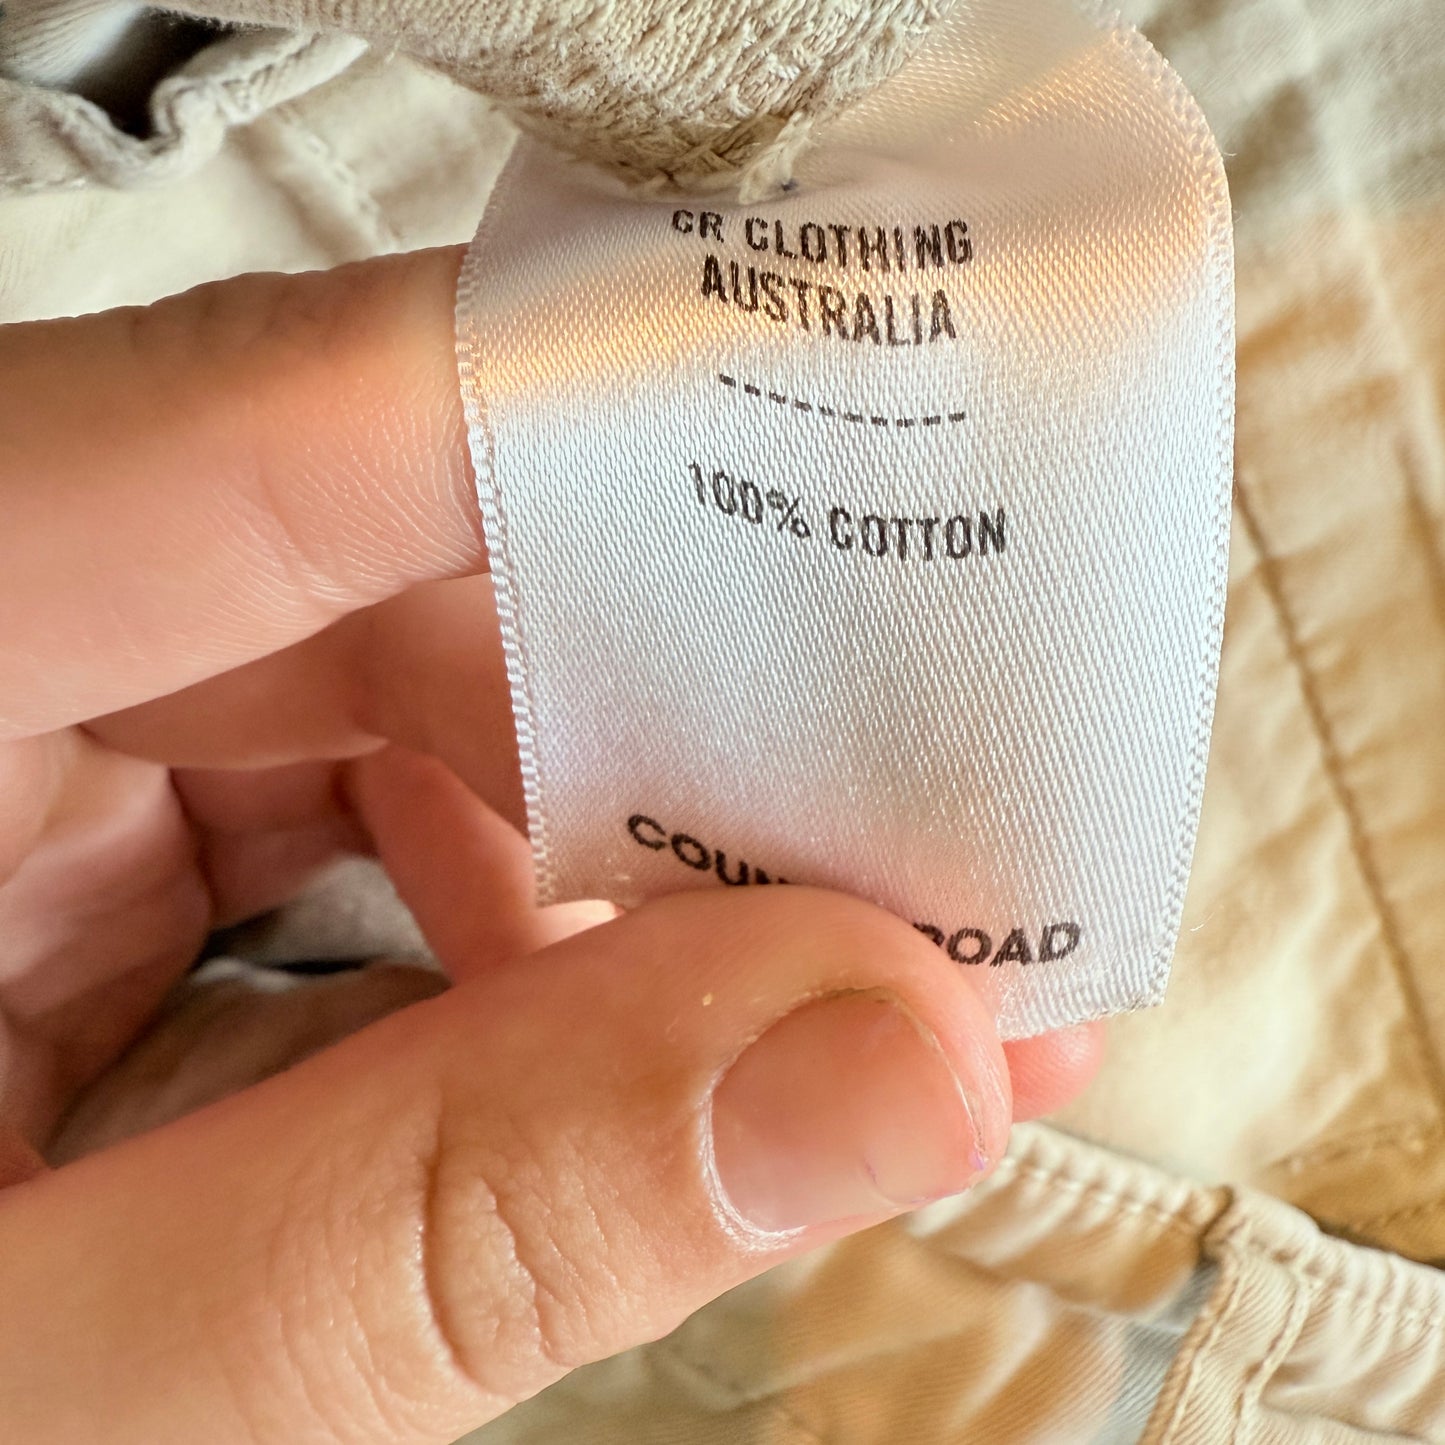 CR CLOTHING
AUSTRALIA
100% COTTON
ROAD